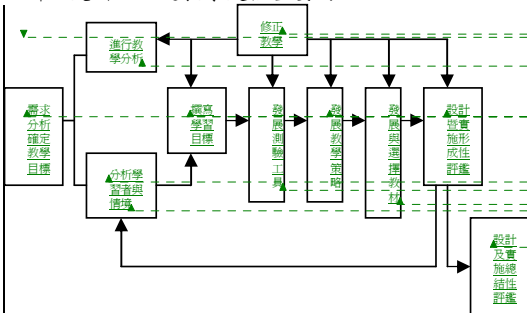 修正
教學
進行教
學分析
需求
分析
確定
教學
目標
撰寫
學習
目標
發展測驗工具
發展教學策略
發展與選擇教材
設計
暨實
施形
成性
評鑑
分析學
習者與
情境
設計
及實
施總
結性
評鑑